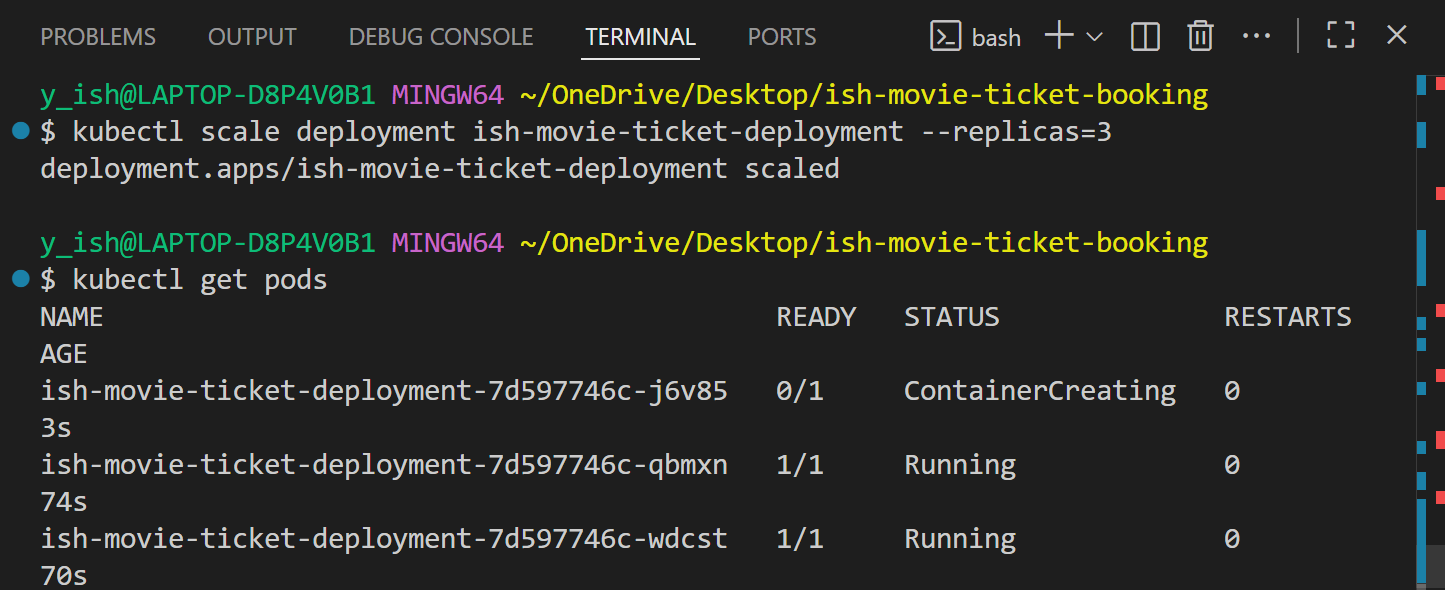 PROBLEMS OUTPUT DEBUG CONSOLE TERMINAL PORTS bash
y_ish@LAPTOP-D8P4V0B1 MINGW64 ~/OneDrive/Desktop/ish-movie-ticket-booking
$ kubectl scale deployment ish-movie-ticket-deployment --replicas=3
deployment.apps/ish-movie-ticket-deployment scaled
y_ish@LAPTOP-D8P4V0B1 MINGW64 ~/OneDrive/Desktop/ish-movie-ticket-booking
$ kubectl get pods
NAME READY STATUS RESTARTS
AGE
ish-movie-ticket-deployment-7d597746c-j6v85 0/1 ContainerCreating 0
3s
ish-movie-ticket-deployment-7d597746c-qbmxn 1/1 Running 0
74s
ish-movie-ticket-deployment-7d597746c-wdcst 1/1 Running 0
70s